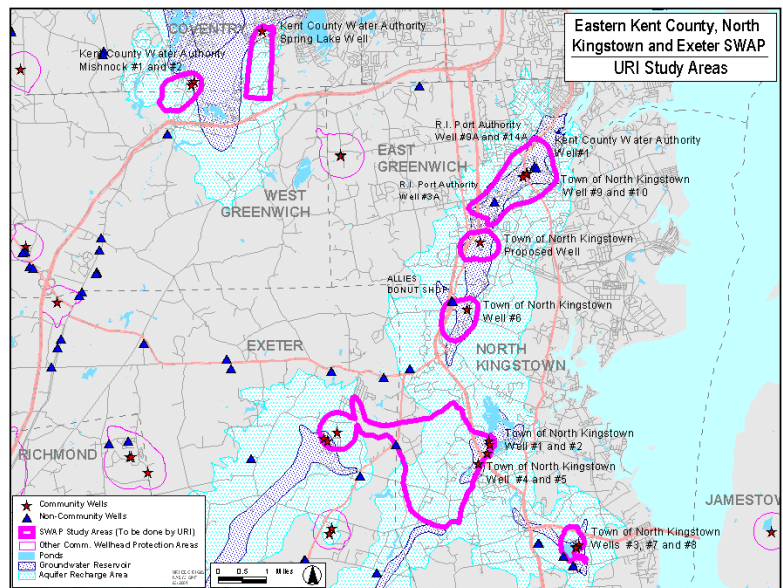 Eastern Kent County, North
Kingstown and Exeter SWAP
URI Study Areas
COVENTRY
Kent County Water Authority
Spring Lake Well
Kent County Water Authority
Mishnock #1 and #2
R.I. Port Authority
Well #9A and #14A
Kent County Water Authority
Well#1
EAST
GREENWICH
Town of North Kingstown
Well #9 and #10
R.I. Port Authority
Well #3A
WEST
GREENWICH
Town of North Kingstown
Proposed Well
ALLIES
DONUT SHOP
Town of North Kingstown
Well #6
EXETER
NORTH
KINGSTOWN
Town of North Kingstown
Well #1 and #2
RICHMOND
Town of North Kingstown
Well #4 and #5
JAMESTOW
Town of North Kingstown
Wells #3, #7 and #8
Community Wells
Non-Community Wells
SWAP Study Areas (To be done by URI)
Other Comm. Wellhead Protection Areas
Ponds
Groundwater Reservoir
Aquifer Recharge Area
0 0.5 1 Miles